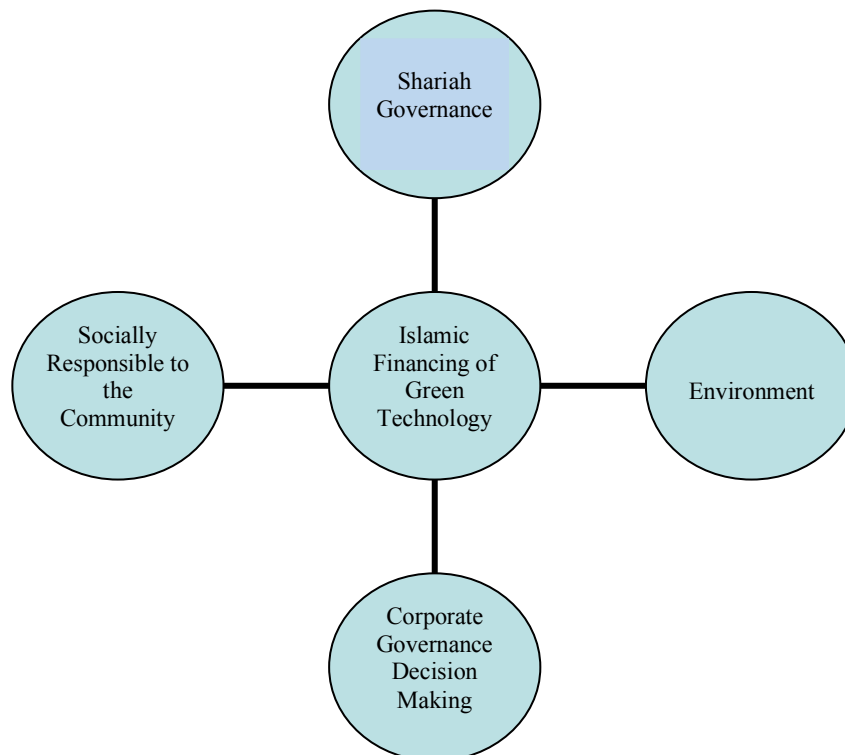 Shariah
Governance
Socially
Responsible to
the
Community
Islamic
Financing of
Green
Technology
Environment
Corporate
Governance
Decision
Making